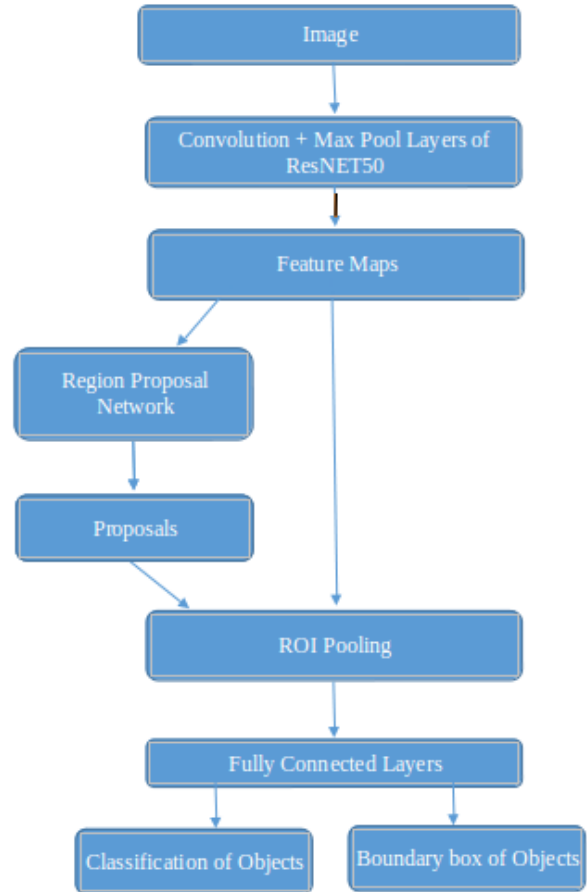 Image
Convolution + Max Pool Layers of
ResNET50
Feature Maps
Region Proposal
Network
Proposals
ROI Pooling
Fully Connected Layers
Classification of Objects
Boundary box of Objects